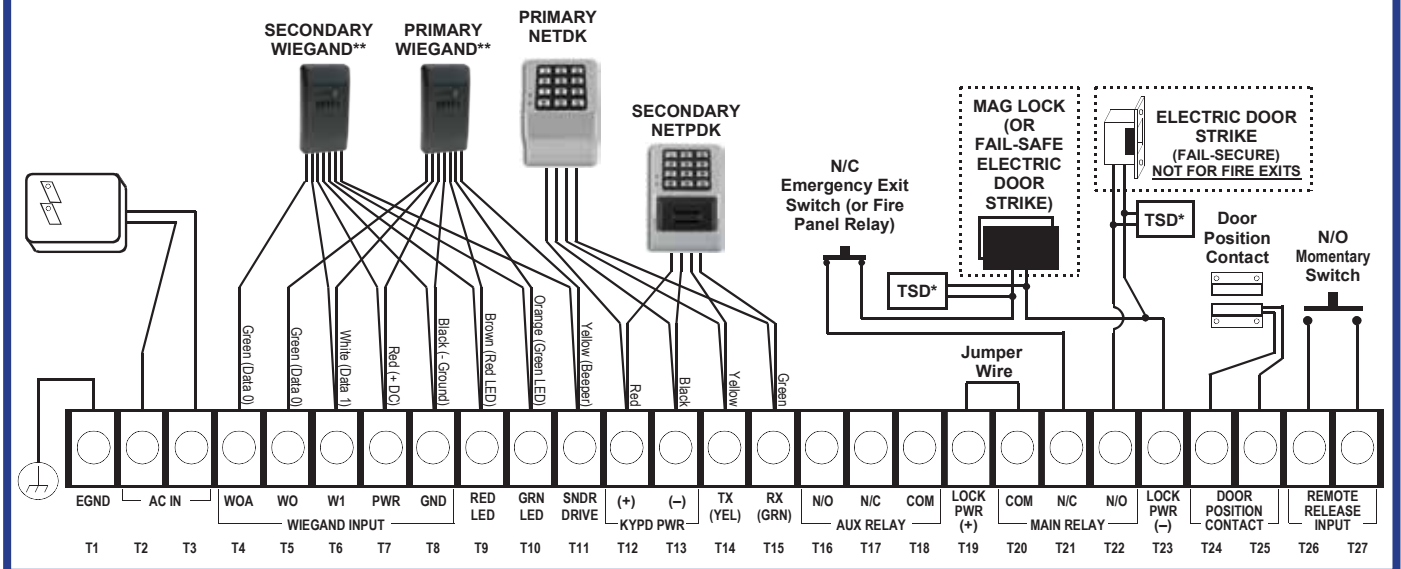 SECONDARY
WIEGAND**
PRIMARY
WIEGAND**
PRIMARY
NETDK
SECONDARY
NETPDK
N/C
Emergency Exit
Switch (or Fire
Panel Relay)
MAG LOCK
(OR
FAIL-SAFE
ELECTRIC
DOOR
STRIKE)
TSD*
ELECTRIC DOOR
STRIKE
(FAIL-SECURE)
NOT FOR FIRE EXITS
TSD*
Door
Position
Contact
N/O
Momentary
Switch
Jumper
Wire
Green (Data 0)
Green (Data 0)
White (Data 1)
Red (+ DC)
Black (- Ground)
Brown (Red LED)
Orange (Green LED)
Yellow (Beeper)
Red
Black
Yellow
Green
EGND
AC IN
WOA
WO
W1
PWR
GND
WIEGAND INPUT
RED
LED
GRN
LED
SNDR
DRIVE
(+)
(–)
KYPD PWR
TX
(YEL)
RX
(GRN)
N/O
N/C
COM
AUX RELAY
LOCK
PWR
(+)
COM
N/C
N/O
MAIN RELAY
LOCK
PWR
(–)
DOOR
POSITION
CONTACT
REMOTE
RELEASE
INPUT
T1 T2 T3 T4 T5 T6 T7 T8 T9 T10 T11 T12 T13 T14 T15 T16 T17 T18 T19 T20 T21 T22 T23 T24 T25 T26 T27